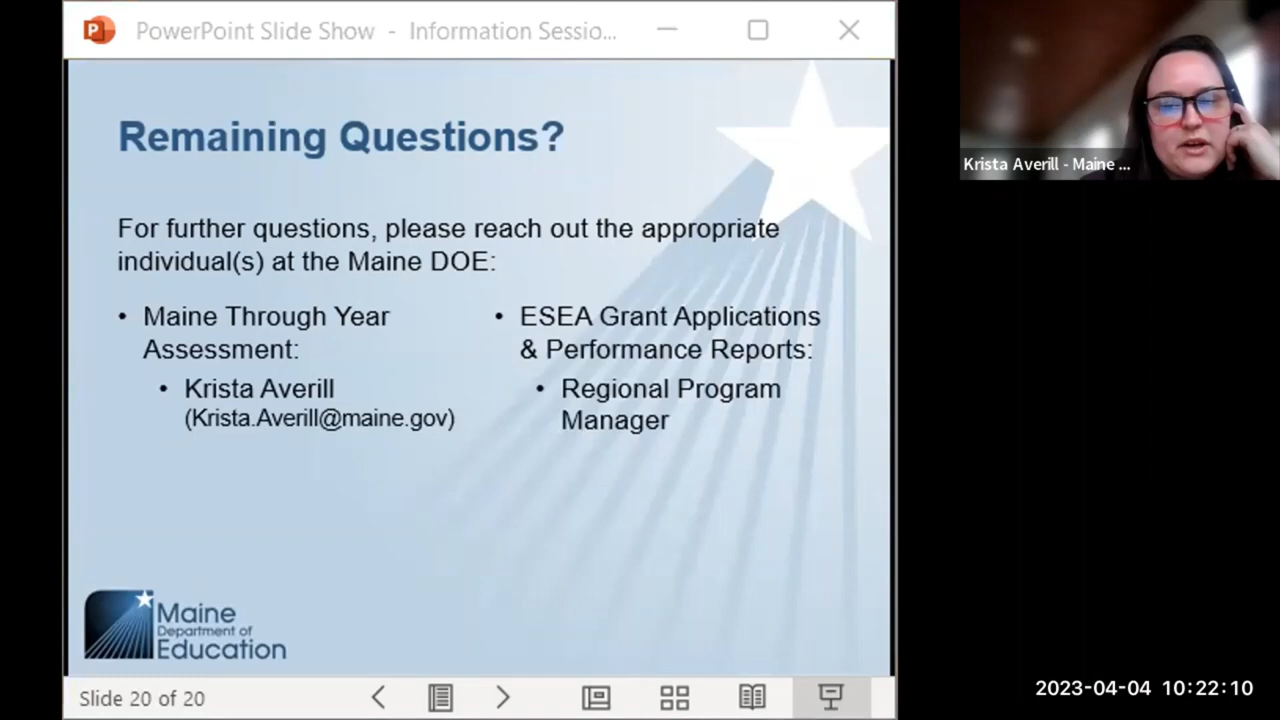 PowerPoint Slide Show - Information Sessio...
Remaining Questions?
For further questions, please reach out the appropriate
individual(s) at the Maine DOE:
• Maine Through Year
Assessment:
• Krista Averill
(Krista.Averill@maine.gov)
• ESEA Grant Applications
& Performance Reports:
• Regional Program
Manager
Maine
Department of
Education
Slide 20 of 20
Krista Averill - Maine ...
2023-04-04 10:22:10